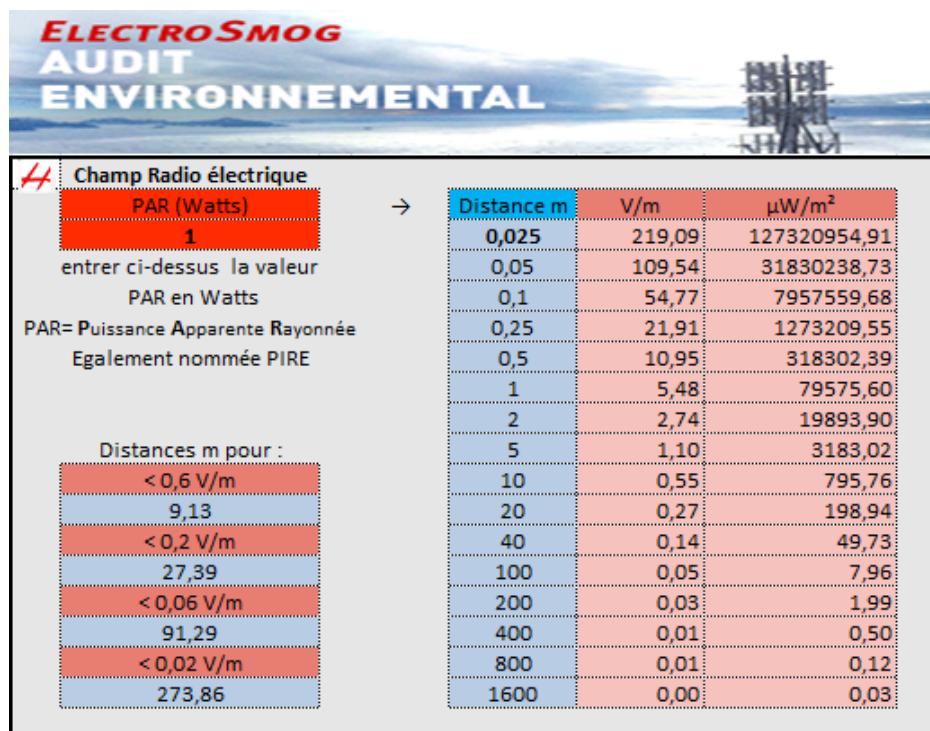 ELECTROSMOG
AUDIT
ENVIRONNEMENTAL
Champ Radio électrique
PAR (Watts) → Distance m V/m µW/m²
1 0,025 219,09 127320954,91
entrer ci-dessus la valeur 0,05 109,54 31830238,73
PAR en Watts 0,1 54,77 7957559,68
PAR= Puissance Apparente Rayonnée 0,25 21,91 1273209,55
Egalement nommée PIRE 0,5 10,95 318302,39
1 5,48 79575,60
2 2,74 19893,90
Distances m pour : 5 1,10 3183,02
< 0,6 V/m 10 0,55 795,76
9,13 20 0,27 198,94
< 0,2 V/m 40 0,14 49,73
27,39 100 0,05 7,96
< 0,06 V/m 200 0,03 1,99
91,29 400 0,01 0,50
< 0,02 V/m 800 0,01 0,12
273,86 1600 0,00 0,03